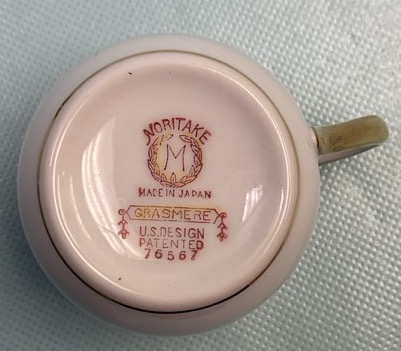 NORITAKE
M
MADE IN JAPAN
GRASMERE
U.S. DESIGN
PATENTED
76567